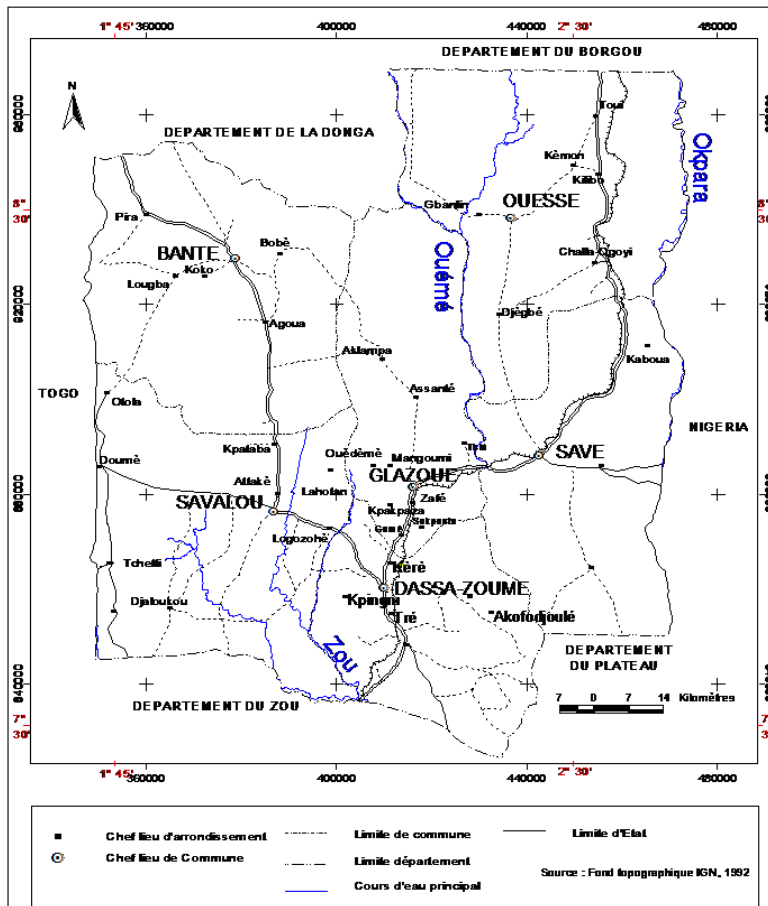 1° 45'
2° 30'
360000
400000
440000
480000
DEPARTEMENT DU BORGOU
N
DEPARTEMENT DE LA DONGA
Toui
Kèmon
Kilibo
Okpara
Gbanlin
OUESSE
Pira
BANTE
Bobè
Koko
Lougba
Challa-Ogoyi
Ouémé
Djègbé
Agoua
Aklampa
Kaboua
Assanté
TOGO
Otola
NIGERIA
Kpataba
Ouèdèmè
Mangoumi
SAVE
Doumè
GLAZOUE
Attakè
Lahotan
Zaffé
SAVALOU
Kpakpaza
Logozohè
Tchetti
Kèrè
DASSA-ZOUME
Djaloukou
Kpingni
Tré
Akofodjoulé
Zou
DEPARTEMENT
DU PLATEAU
7 0 7 14 Kilomètres
DEPARTEMENT DU ZOU
7°
30'
7°
30'
1° 45'
2° 30'
360000
400000
440000
480000
Chef lieu d'arrondissement
Limite de commune
Limite d'Etat
Chef lieu de Commune
Limite département
Source : Fond topographique IGN, 1992
Cours d'eau principal